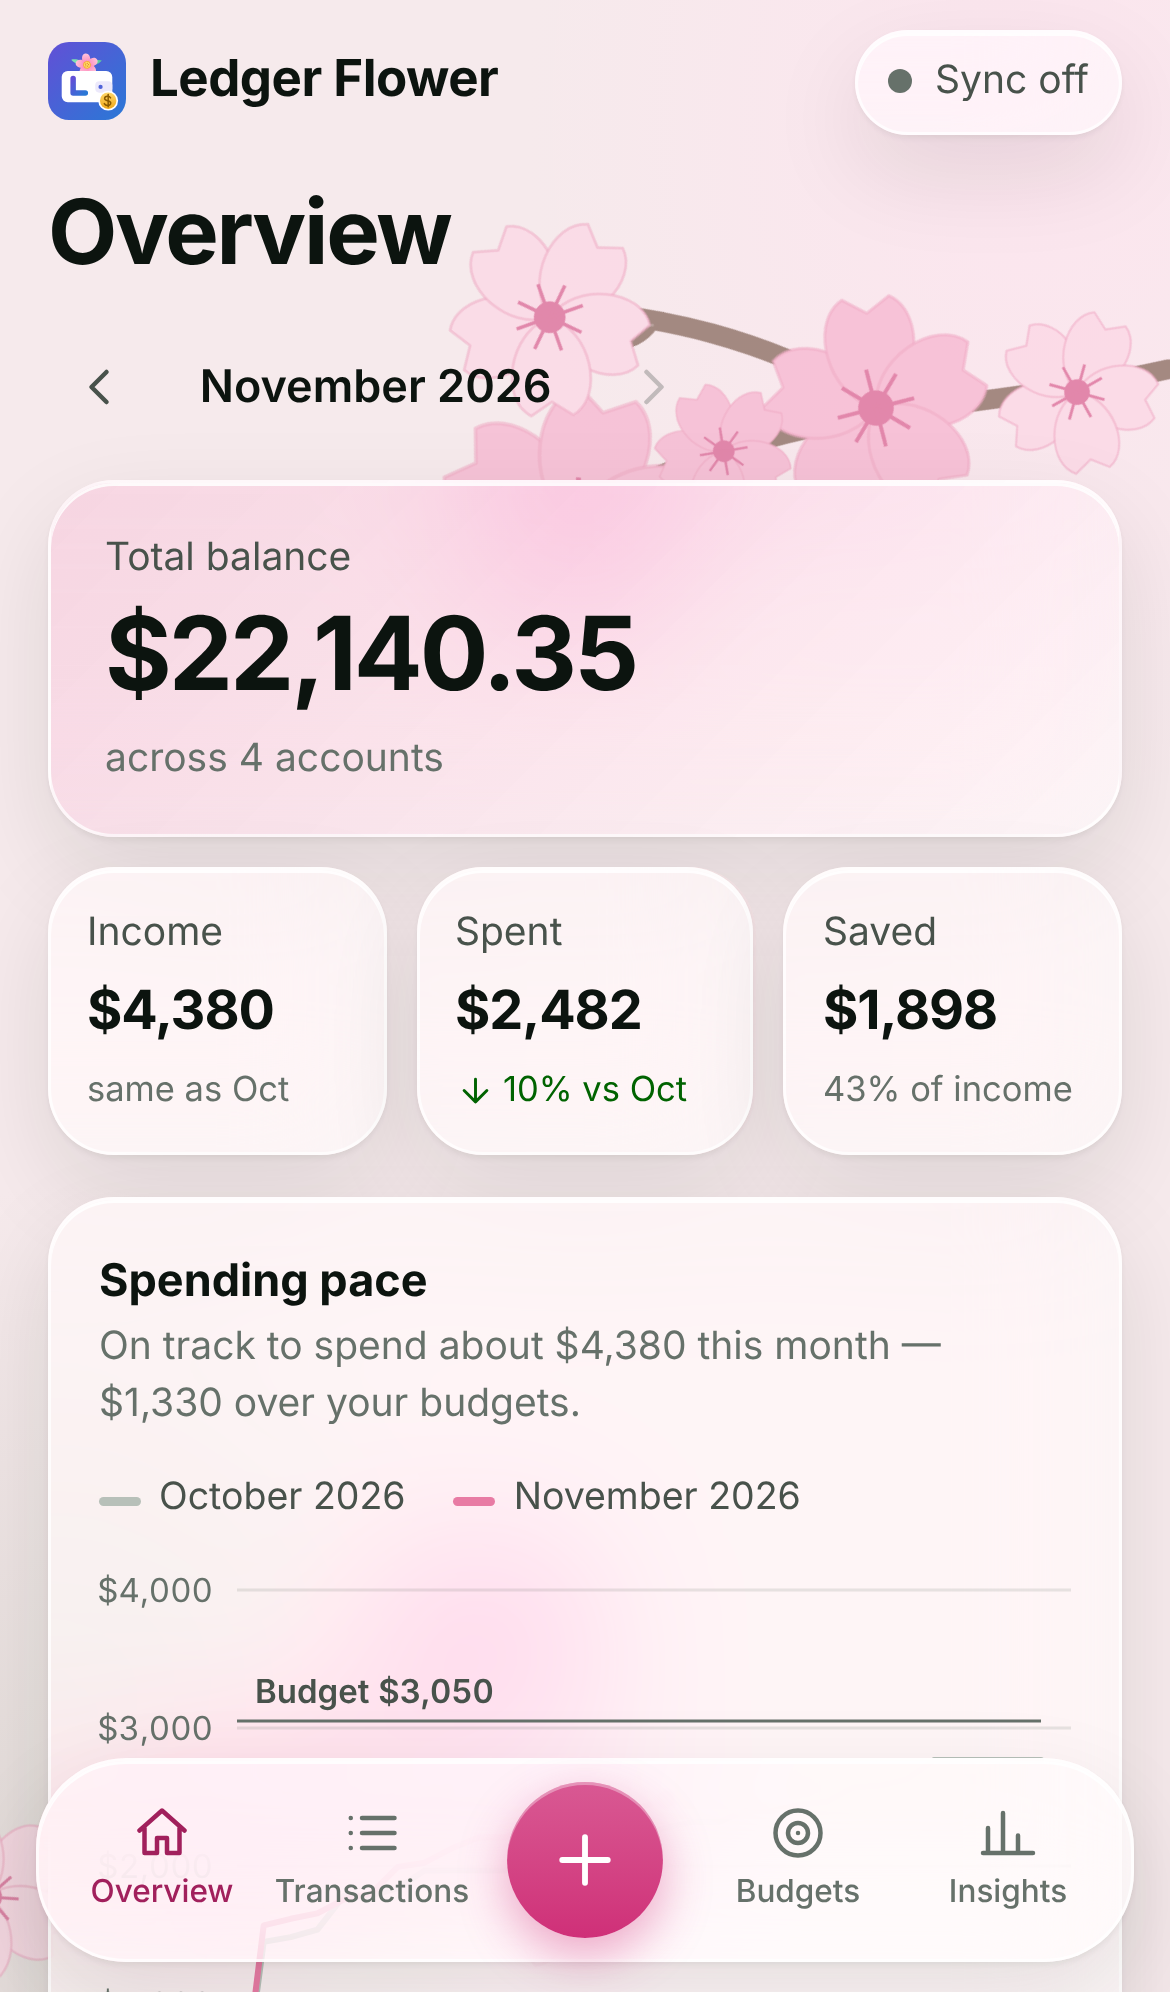 Ledger Flower
Sync off
Overview
November 2026
Total balance
$22,140.35
across 4 accounts
Income
$4,380
same as Oct
Spent
$2,482
↓ 10% vs Oct
Saved
$1,898
43% of income
Spending pace
On track to spend about $4,380 this month —
$1,330 over your budgets.
October 2026
November 2026
$4,000
Budget $3,050
$3,000
$2,000
Overview
Transactions
Budgets
Insights